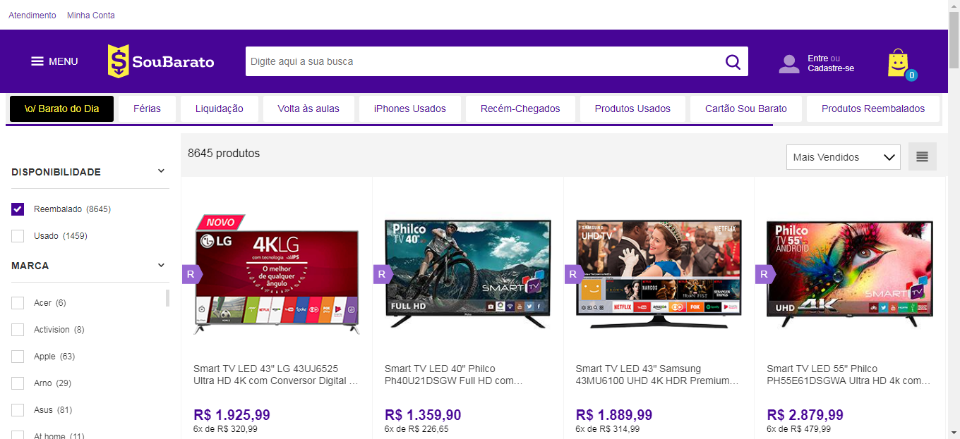 Atendimento Minha Conta
MENU
SouBarato
Digite aqui a sua busca
Entre ou
Cadastre-se
0
\o/ Barato do Dia
Férias
Liquidação
Volta às aulas
iPhones Usados
Recém-Chegados
Produtos Usados
Cartão Sou Barato
Produtos Reembalados
8645 produtos
Mais Vendidos
DISPONIBILIDADE
Reembalado (8645)
Usado (1459)
MARCA
Acer (6)
Activision (8)
Apple (63)
Arno (29)
Asus (81)
At home (11)
NOVO
LG
4K LG
O melhor
de qualquer
ângulo
R
Smart TV LED 43" LG 43UJ6525
Ultra HD 4K com Conversor Digital ...
R$ 1.925,99
6x de R$ 320,99
Philco
TV 40"
SMART TV
FULL HD
R
Smart TV LED 40" Philco
Ph40U21DSGW Full HD com...
R$ 1.359,90
6x de R$ 226,65
SAMSUNG
UHD TV
NETFLIX
R
Smart TV LED 43" Samsung
43MU6100 UHD 4K HDR Premium...
R$ 1.889,99
6x de R$ 314,99
Philco
TV 55"
ANDROID
SMART TV
UHD 4K
R
Smart TV LED 55" Philco
PH55E61DSGWA Ultra HD 4k com...
R$ 2.879,99
6x de R$ 479,99